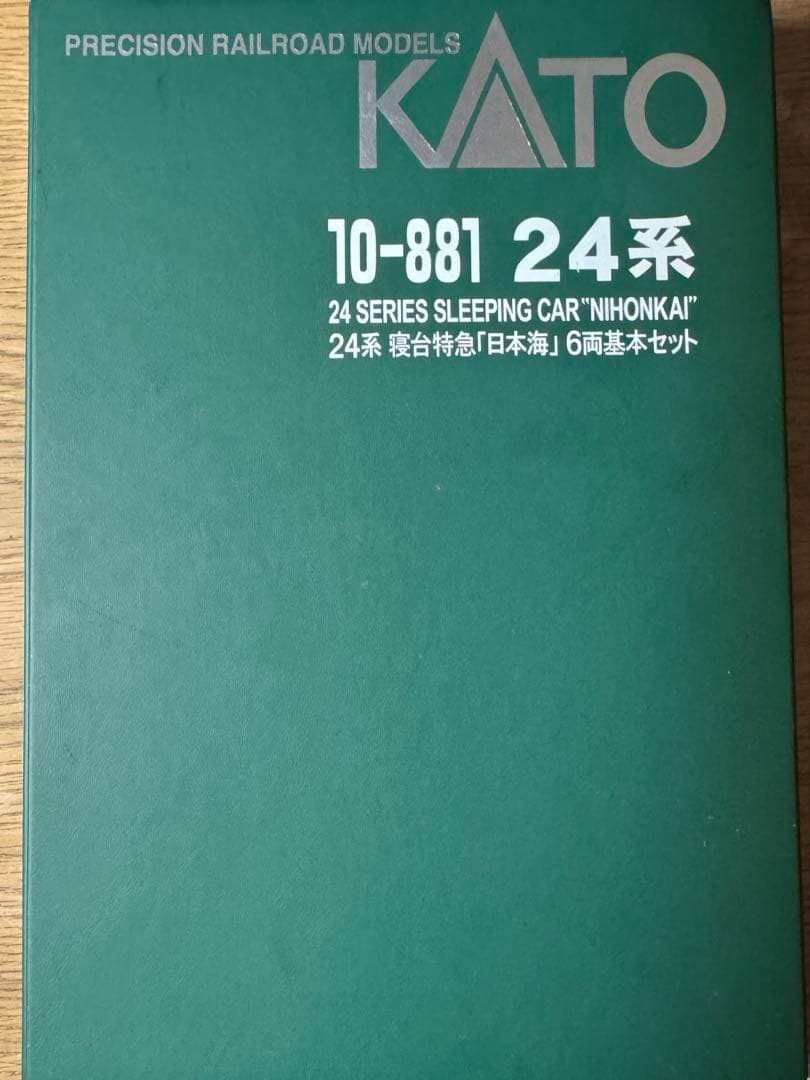 PRECISION RAILROAD MODELS
KATO
10-881 24系
24 SERIES SLEEPING CAR "NIHONKAI"
24系 寝台特急「日本海」 6両基本セット